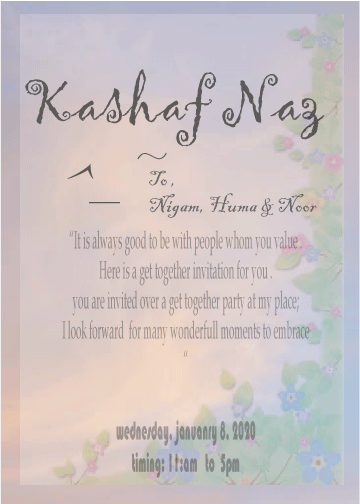 Kashaf Naz
To,
Nigam, Huma & Noor
"It is always good to be with people whom you value .
Here is a get together invitation for you .
you are invited over a get together party at my place;
I look forward for many wonderfull moments to embrace
"
wednesday, januanry 8, 2020
timing: 11:am to 5pm